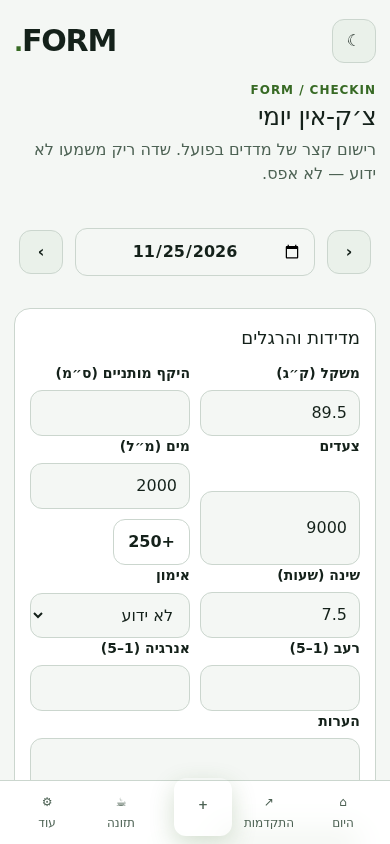 FORM.
☾
FORM / CHECKIN
צ׳ק-אין יומי
רישום קצר של מדדים בפועל. שדה ריק משמעו לא
ידוע — לא אפס.
‹ 11/25/2026 ›
מדידות והרגלים
משקל (ק״ג) היקף מותניים (ס״מ)
89.5
צעדים מים (מ״ל)
2000
9000
+250
שינה (שעות) אימון
7.5 לא ידוע
רעב (1–5) אנרגיה (1–5)
הערות
היום התקדמות + תזונה עוד